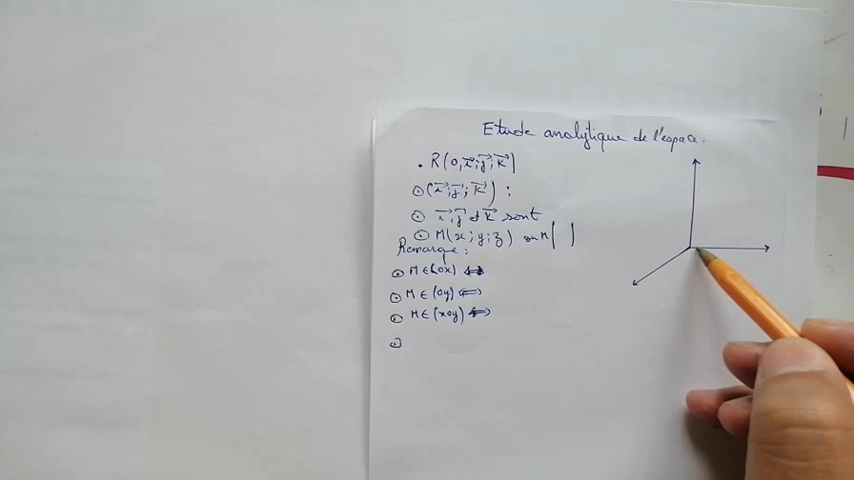 Etude analytique de l'espace.
. R(O, i⃗; j⃗; k⃗)
⊙ (i⃗; j⃗; k⃗) :
⊙ i⃗; j⃗ et k⃗ sont
⊙ M(x; y; z) ou M( )
Remarque :
⊙ M ∈ (ox) ⇔
⊙ M ∈ (oy) ⇔
⊙ M ∈ (xoy) ⇔
⊙